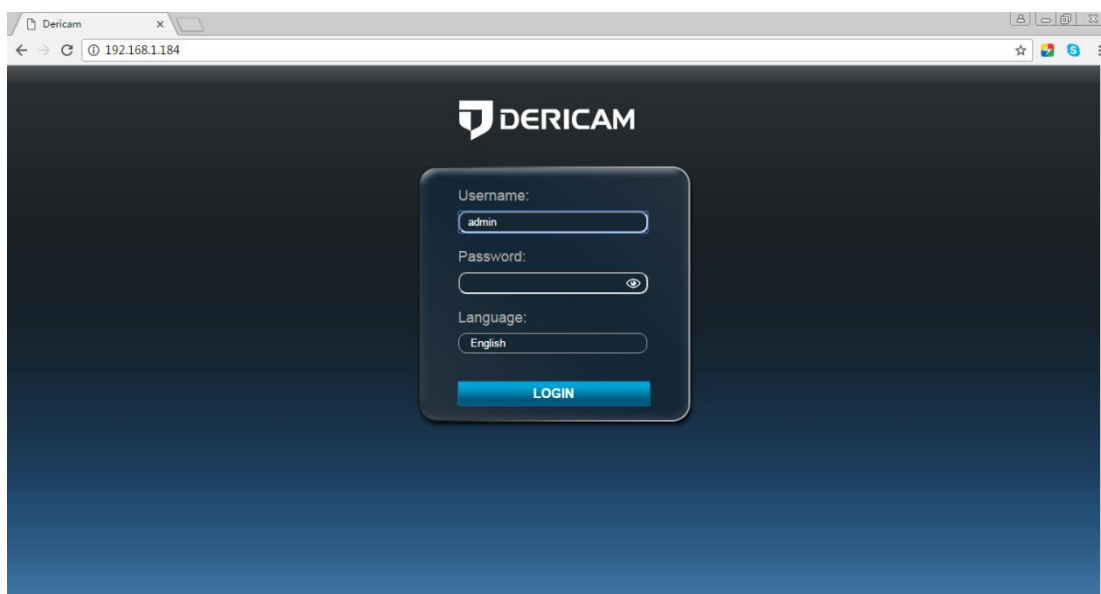 Dericam
192.168.1.184
DERICAM
Username:
admin
Password:
Language:
English
LOGIN